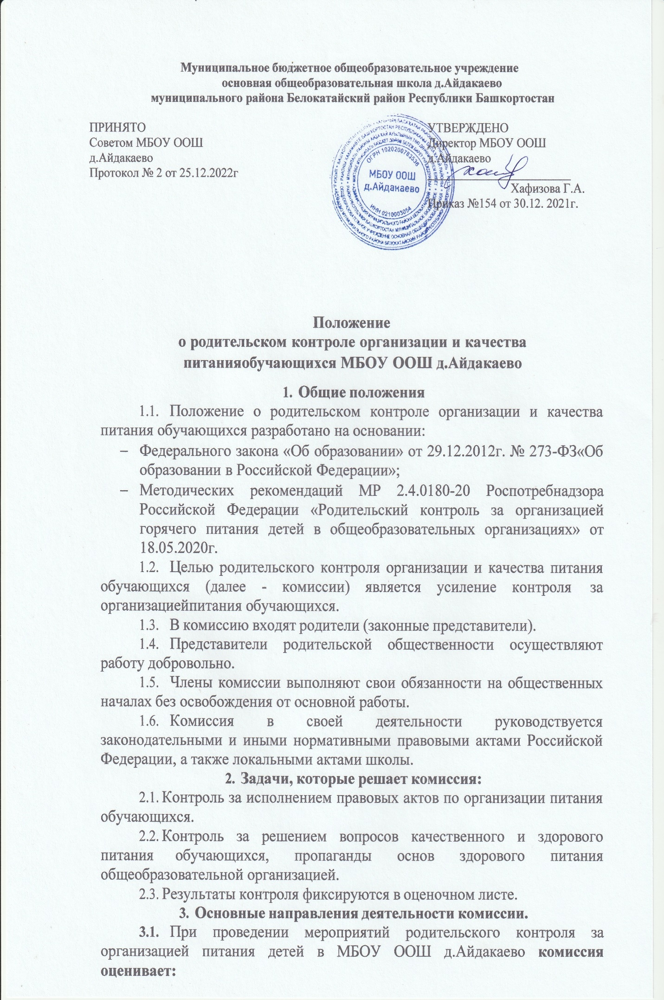 Муниципальное бюджетное общеобразовательное учреждение
основная общеобразовательная школа д.Айдакаево
муниципального района Белокатайский район Республики Башкортостан
ПРИНЯТО
Советом МБОУ ООШ
д.Айдакаево
Протокол № 2 от 25.12.2022г
ОГРН 1020200783536
МБОУ ООШ
д.Айдакаево
ИНН 0210003054
УТВЕРЖДЕНО
Директор МБОУ ООШ
д.Айдакаево
Хафизова Г.А.
Приказ №154 от 30.12. 2021г.
Положение
о родительском контроле организации и качества
питанияобучающихся МБОУ ООШ д.Айдакаево
1. Общие положения
1.1. Положение о родительском контроле организации и качества
питания обучающихся разработано на основании:
– Федерального закона «Об образовании» от 29.12.2012г. № 273-ФЗ«Об
образовании в Российской Федерации»;
– Методических рекомендаций МР 2.4.0180-20 Роспотребнадзора
Российской Федерации «Родительский контроль за организацией
горячего питания детей в общеобразовательных организациях» от
18.05.2020г.
1.2. Целью родительского контроля организации и качества питания
обучающихся (далее - комиссии) является усиление контроля за
организациейпитания обучающихся.
1.3. В комиссию входят родители (законные представители).
1.4. Представители родительской общественности осуществляют
работу добровольно.
1.5. Члены комиссии выполняют свои обязанности на общественных
началах без освобождения от основной работы.
1.6. Комиссия в своей деятельности руководствуется
законодательными и иными нормативными правовыми актами Российской
Федерации, а также локальными актами школы.
2. Задачи, которые решает комиссия:
2.1. Контроль за исполнением правовых актов по организации питания
обучающихся.
2.2. Контроль за решением вопросов качественного и здорового
питания обучающихся, пропаганды основ здорового питания
общеобразовательной организацией.
2.3. Результаты контроля фиксируются в оценочном листе.
3. Основные направления деятельности комиссии.
3.1. При проведении мероприятий родительского контроля за
организацией питания детей в МБОУ ООШ д.Айдакаево комиссия
оценивает: